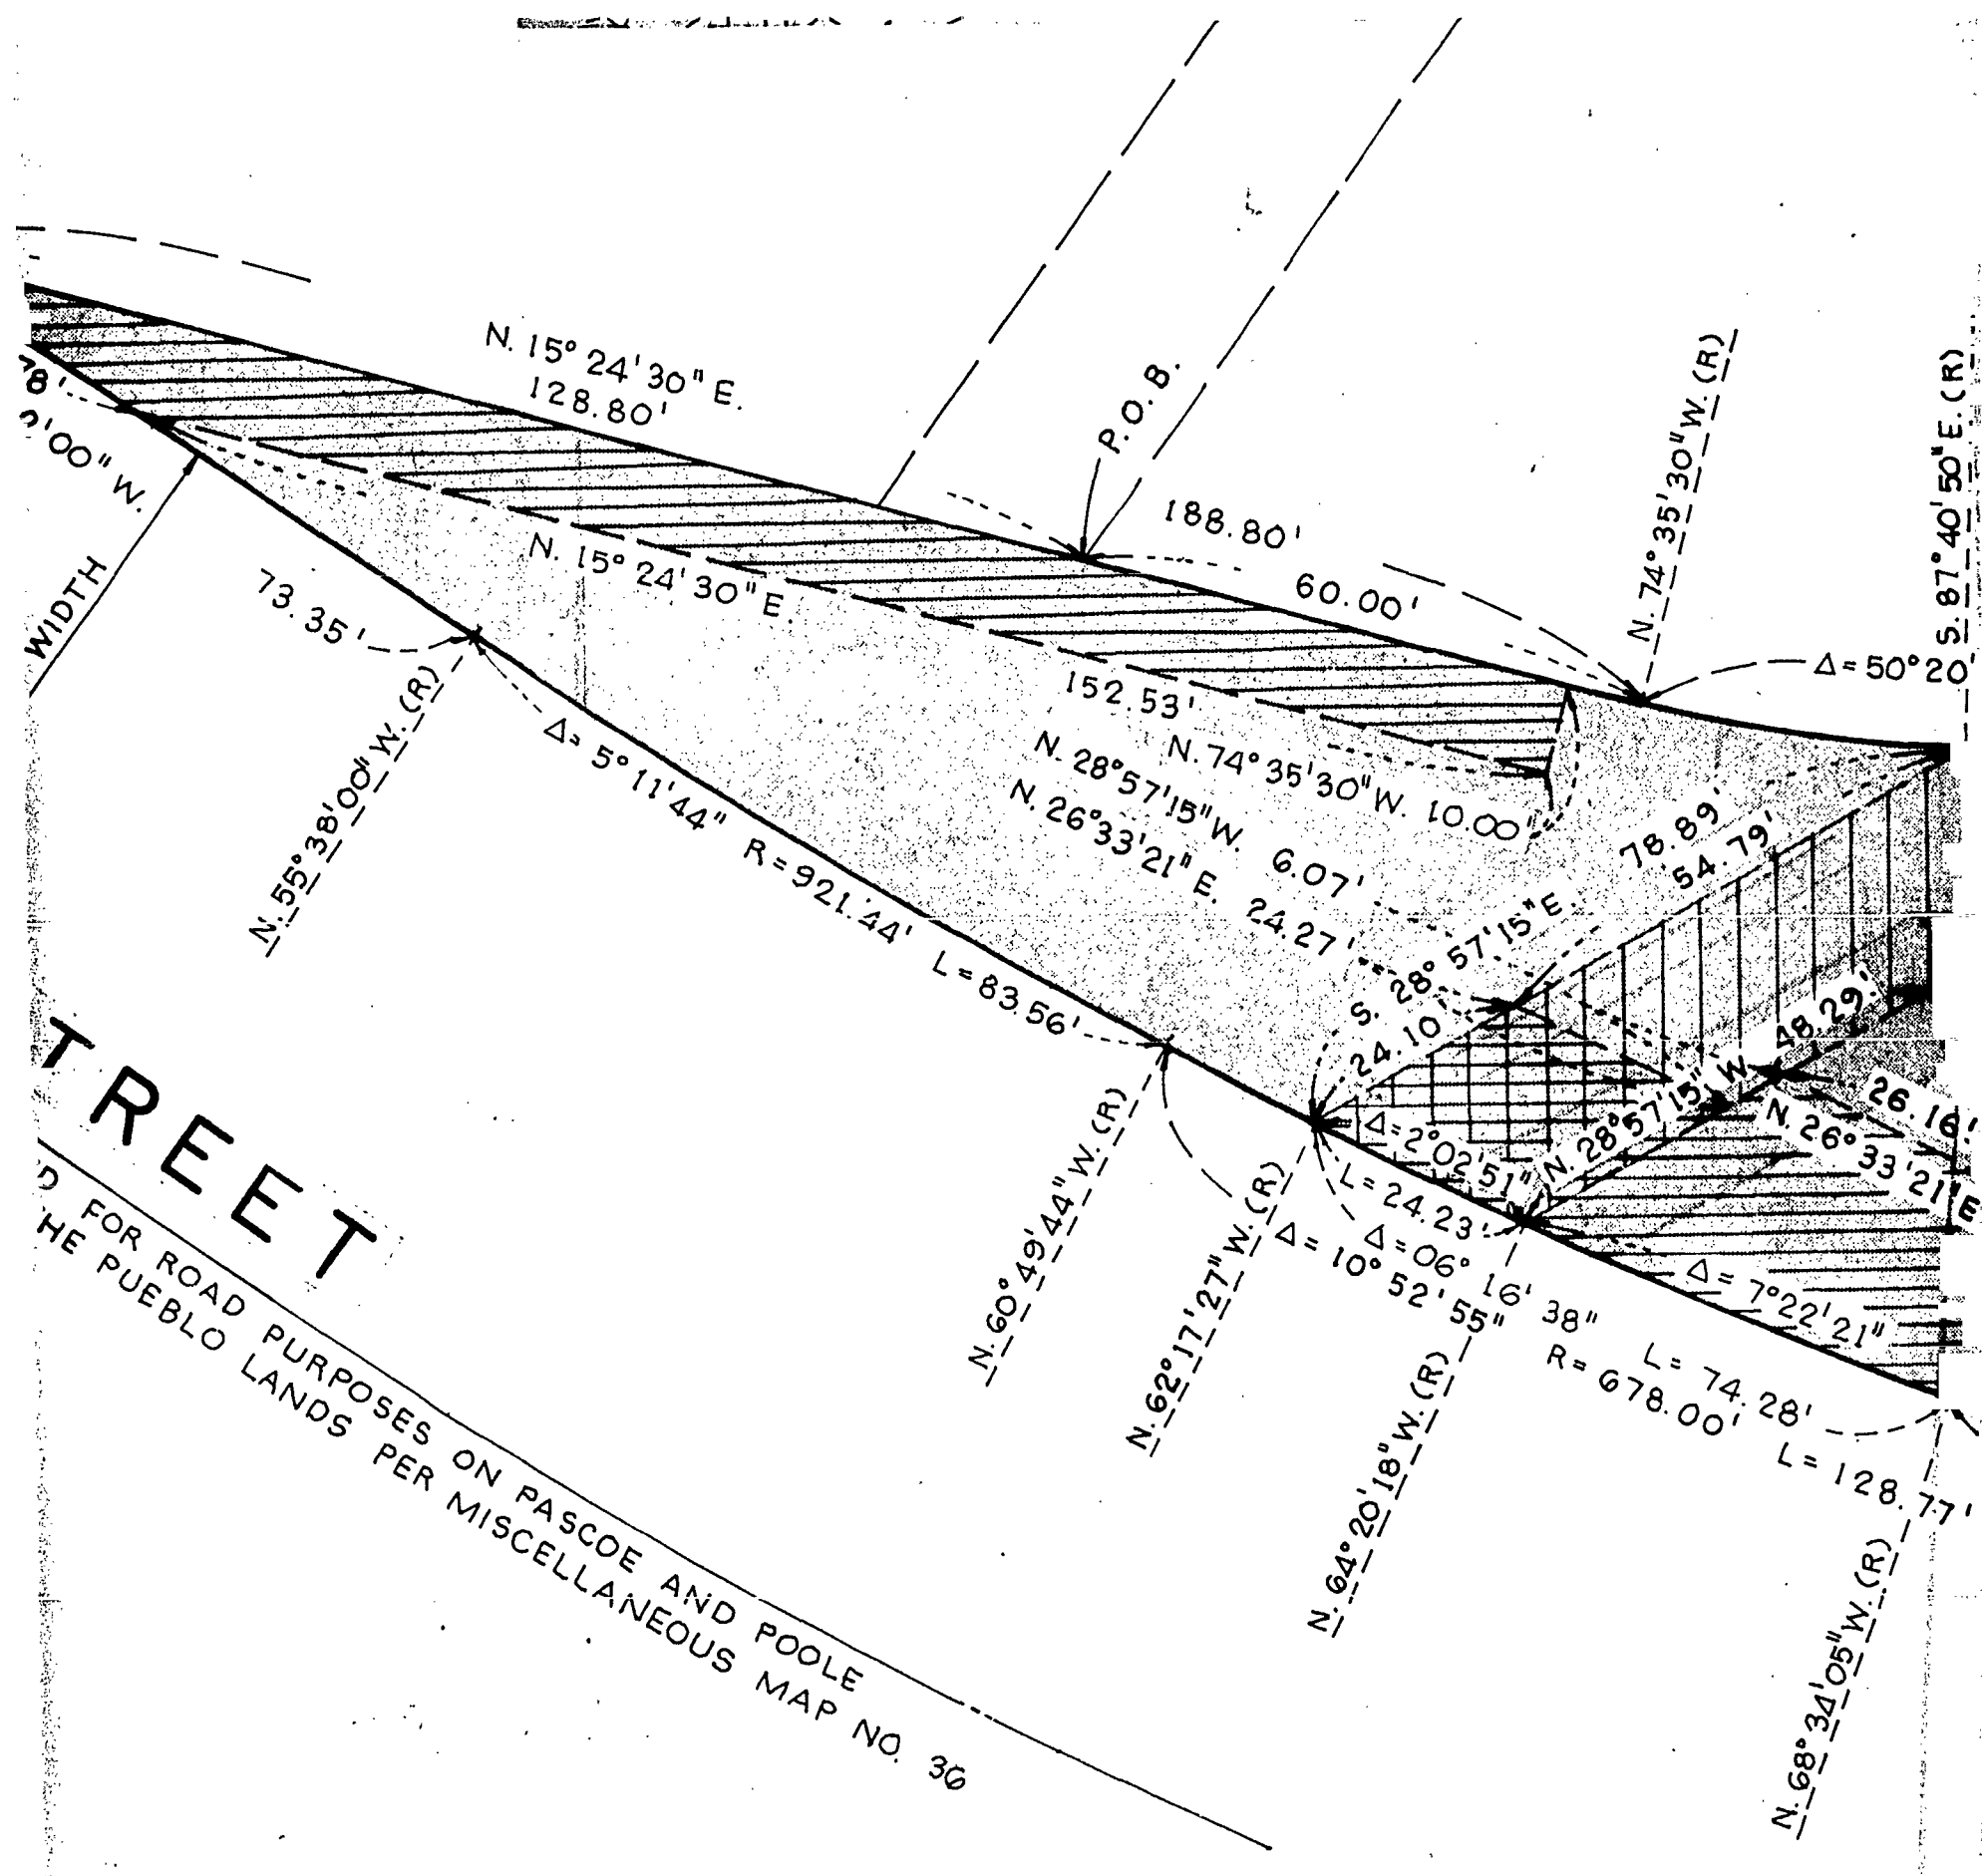 N. 15° 24' 30" E.
128.80'
P. O. B.
188.80'
60.00'
N. 74° 35' 30" W. (R)
S. 87° 40' 50" E. (R)
Δ = 50° 20'
8'
'00" W.
WIDTH
73.35'
N. 15° 24' 30" E.
152.53'
N. 74° 35' 30" W. 10.00'
N. 28° 57' 15" W. 6.07'
N. 26° 33' 21" E. 24.27'
N. 55° 38' 00" W. (R)
Δ = 5° 11' 44" R = 921.44' L = 83.56'
78.89'
54.79'
S. 28° 57' 15" E.
24.10'
18.29'
N. 28° 57' 15" W.
26.16'
N. 26° 33' 21" E
Δ = 2° 02' 51"
L = 24.23'
Δ = 06° 16' 38" L = 74.28'
Δ = 10° 52' 55" R = 678.00' L = 128.77'
Δ = 7° 22' 21"
N. 60° 49' 44" W. (R)
N. 62° 17' 27" W. (R)
N. 64° 20' 18" W. (R)
N. 68° 34' 05" W. (R)
TREET
D FOR ROAD PURPOSES ON PASCOE AND POOLE
HE PUEBLO LANDS PER MISCELLANEOUS MAP NO. 36